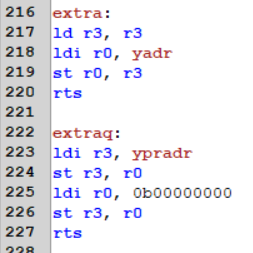 216 extra:
217 ld r3, r3
218 ldi r0, yadr
219 st r0, r3
220 rts
221
222 extraq:
223 ldi r3, ypradr
224 st r3, r0
225 ldi r0, 0b00000000
226 st r3, r0
227 rts
228